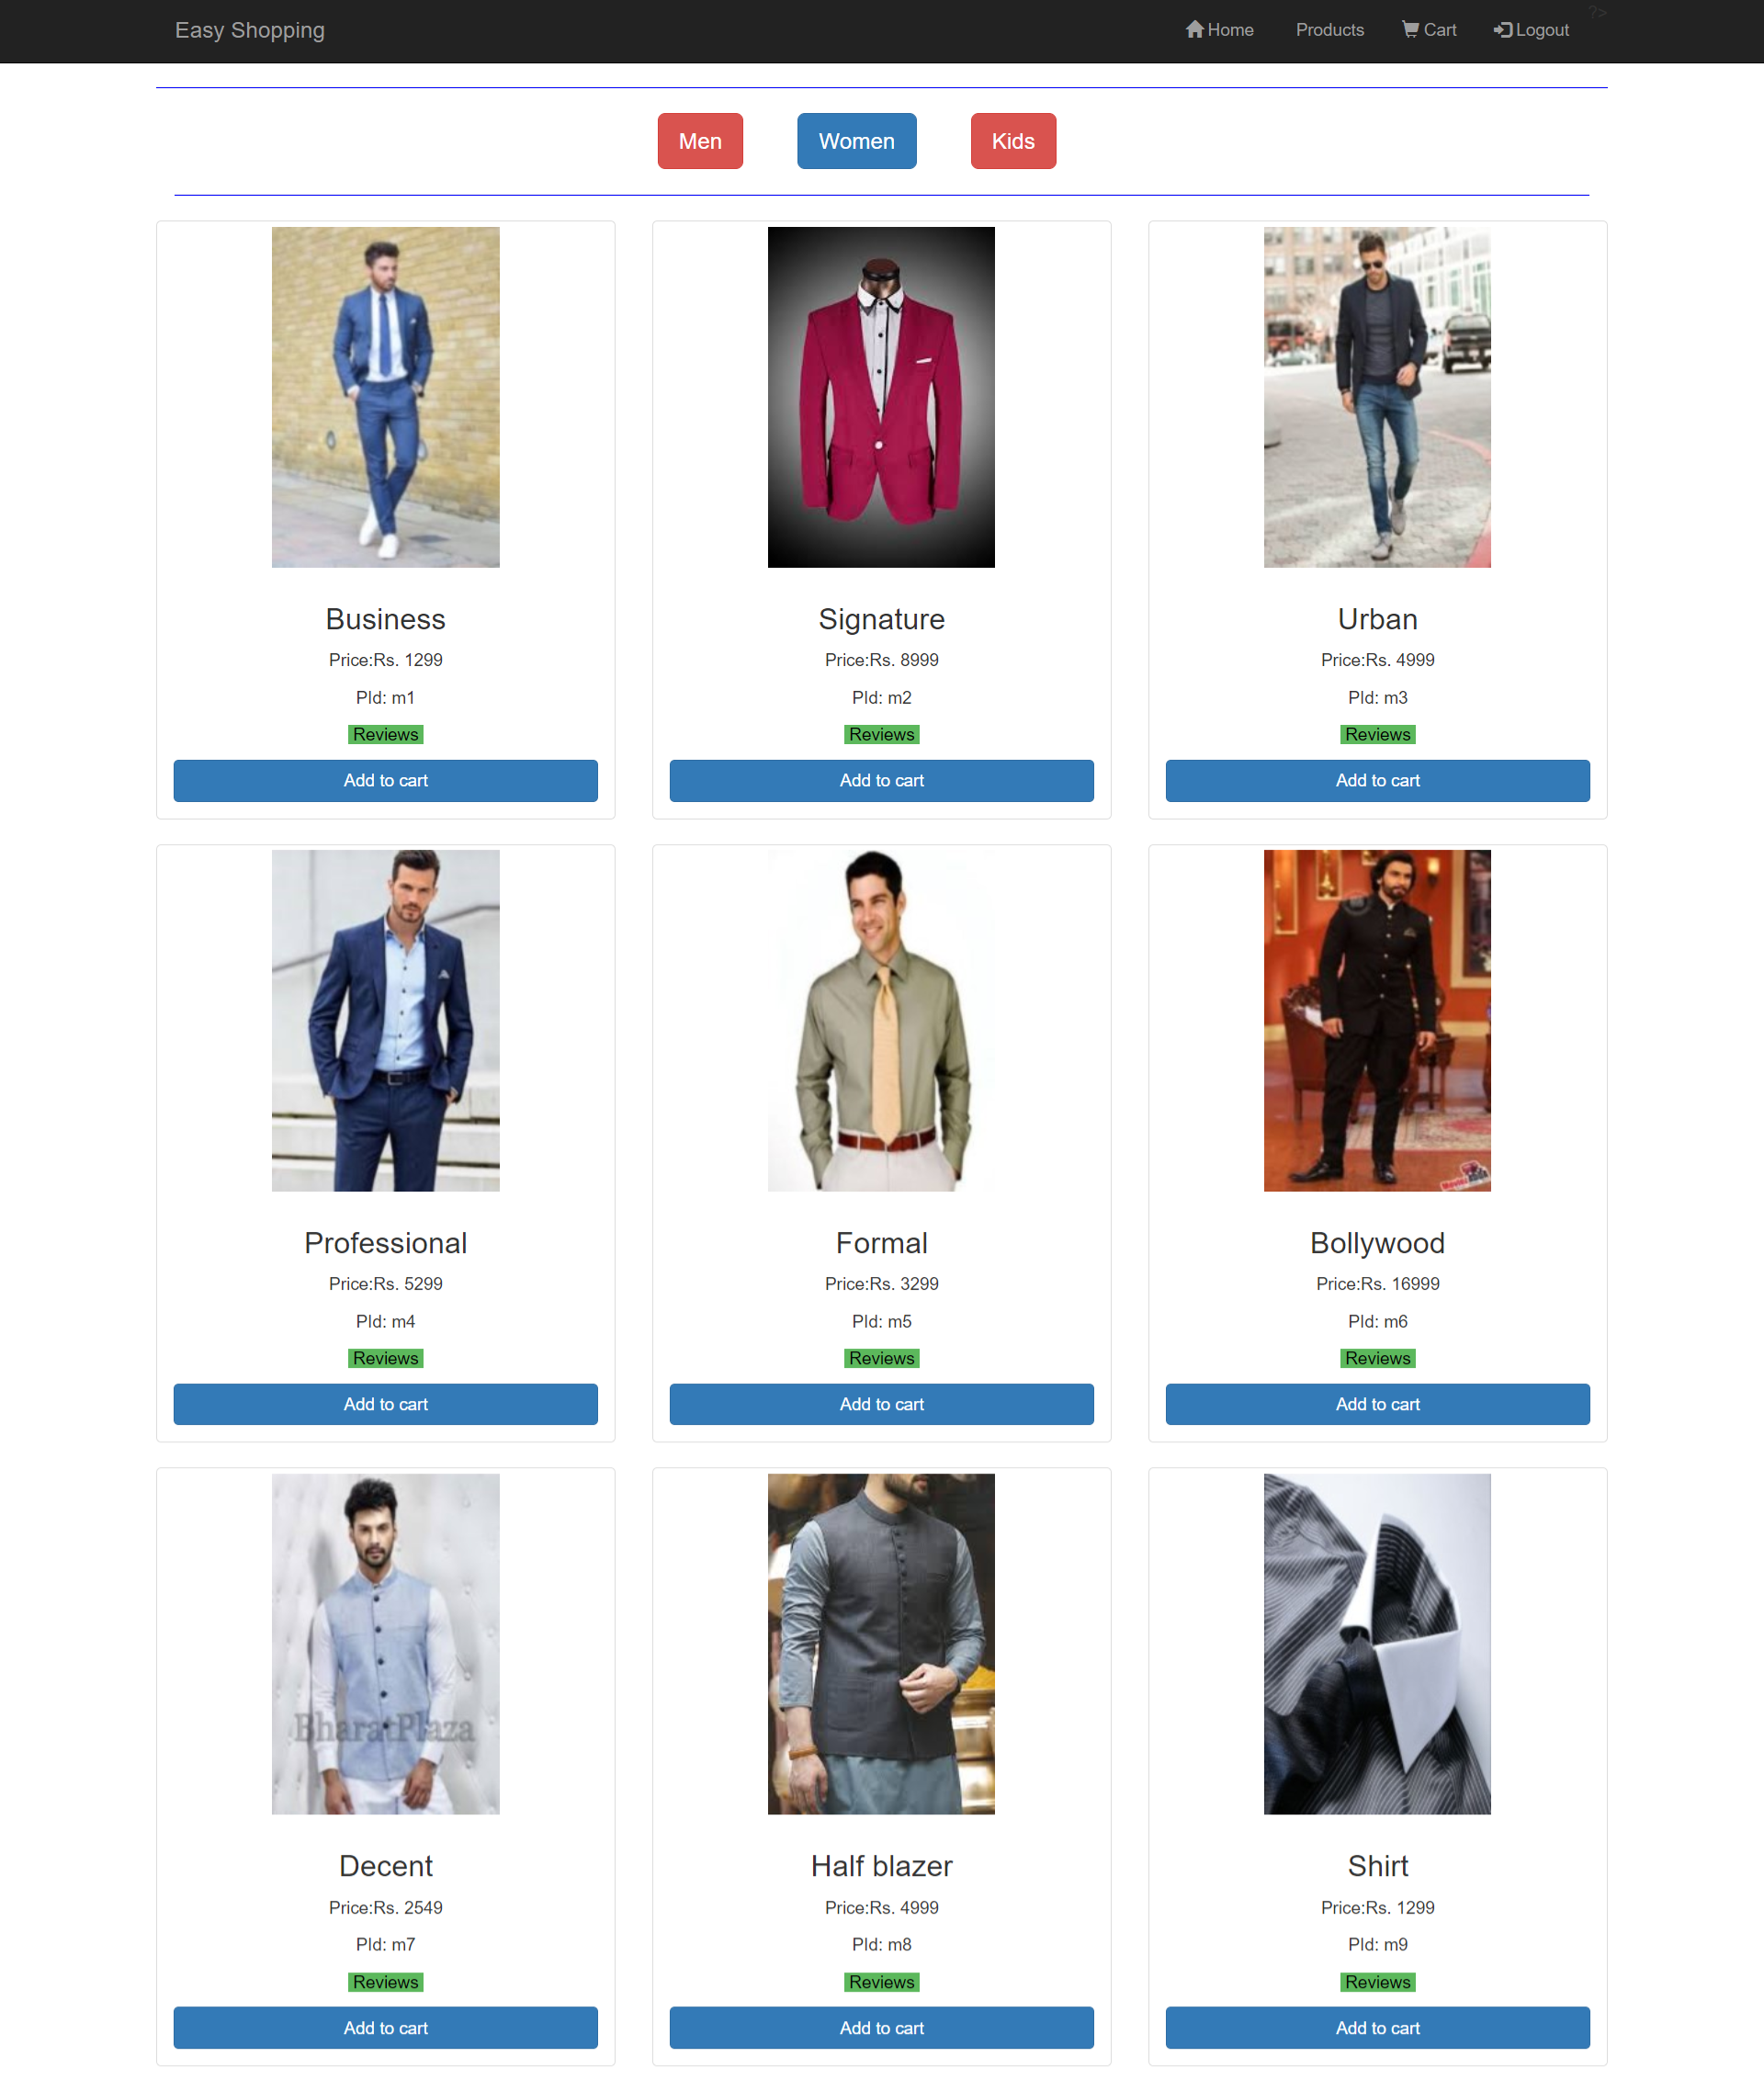 Easy Shopping Home Products Cart Logout ?>
Men Women Kids
Business Signature Urban
Price:Rs. 1299 Price:Rs. 8999 Price:Rs. 4999
PId: m1 PId: m2 PId: m3
Reviews Reviews Reviews
Add to cart Add to cart Add to cart
Professional Formal Bollywood
Price:Rs. 5299 Price:Rs. 3299 Price:Rs. 16999
PId: m4 PId: m5 PId: m6
Reviews Reviews Reviews
Add to cart Add to cart Add to cart
BharatPlaza
Decent Half blazer Shirt
Price:Rs. 2549 Price:Rs. 4999 Price:Rs. 1299
PId: m7 PId: m8 PId: m9
Reviews Reviews Reviews
Add to cart Add to cart Add to cart